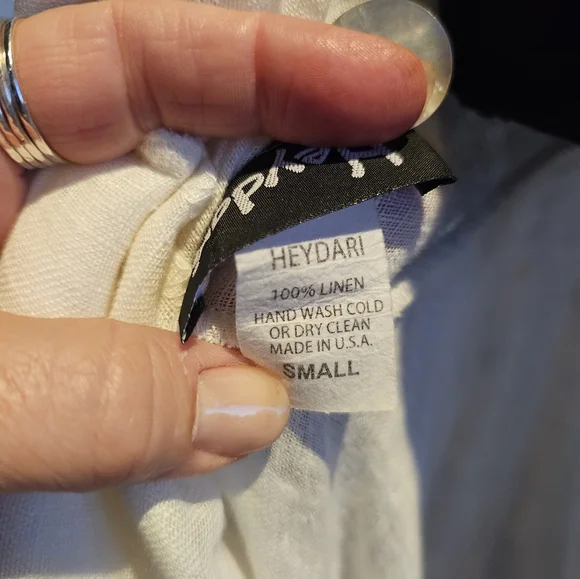 HEYDARI
100% LINEN
HAND WASH COLD
OR DRY CLEAN
MADE IN U.S.A.
SMALL